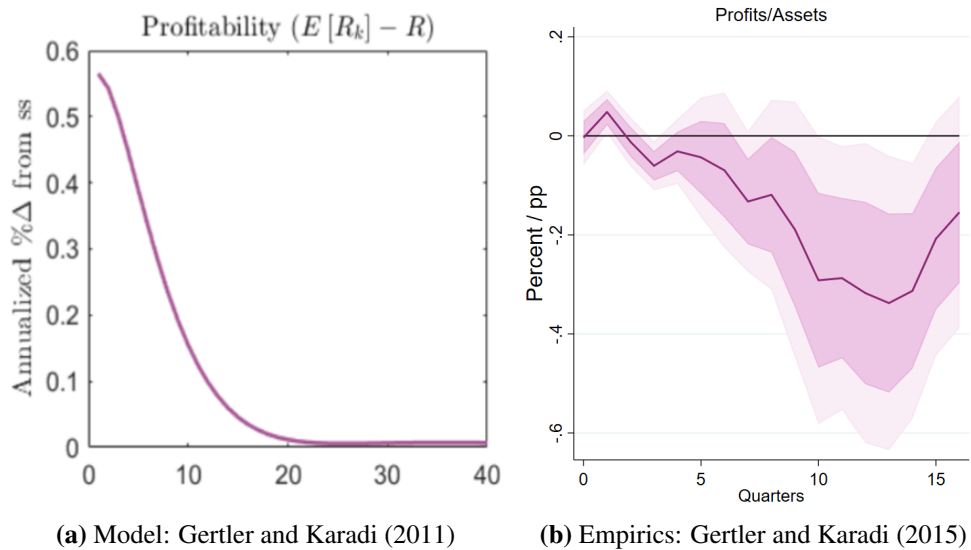 Profitability (E [R_k] − R)
Annualized %Δ from ss
0.6
0.5
0.4
0.3
0.2
0.1
0
0 10 20 30 40
(a) Model: Gertler and Karadi (2011)
Profits/Assets
Percent / pp
.2
0
-.2
-.4
-.6
0 5 10 15
Quarters
(b) Empirics: Gertler and Karadi (2015)